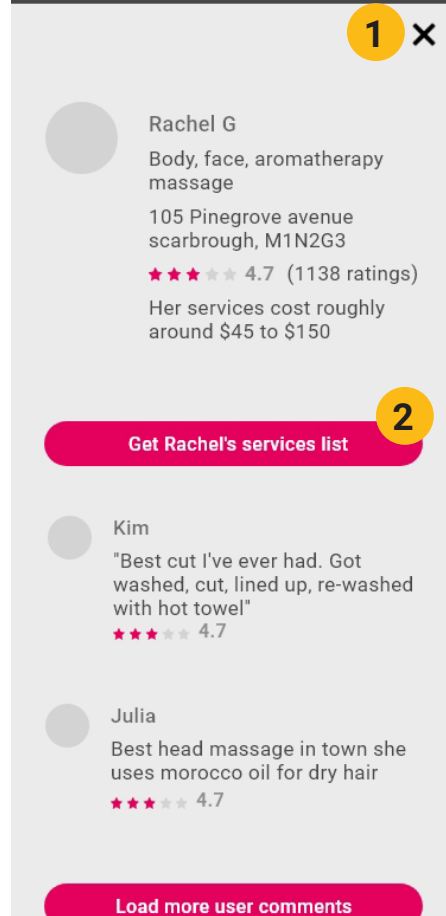 1
Rachel G
Body, face, aromatherapy
massage
105 Pinegrove avenue
scarbrough, M1N2G3
4.7 (1138 ratings)
Her services cost roughly
around $45 to $150
2
Get Rachel's services list
Kim
"Best cut I've ever had. Got
washed, cut, lined up, re-washed
with hot towel"
4.7
Julia
Best head massage in town she
uses morocco oil for dry hair
4.7
Load more user comments